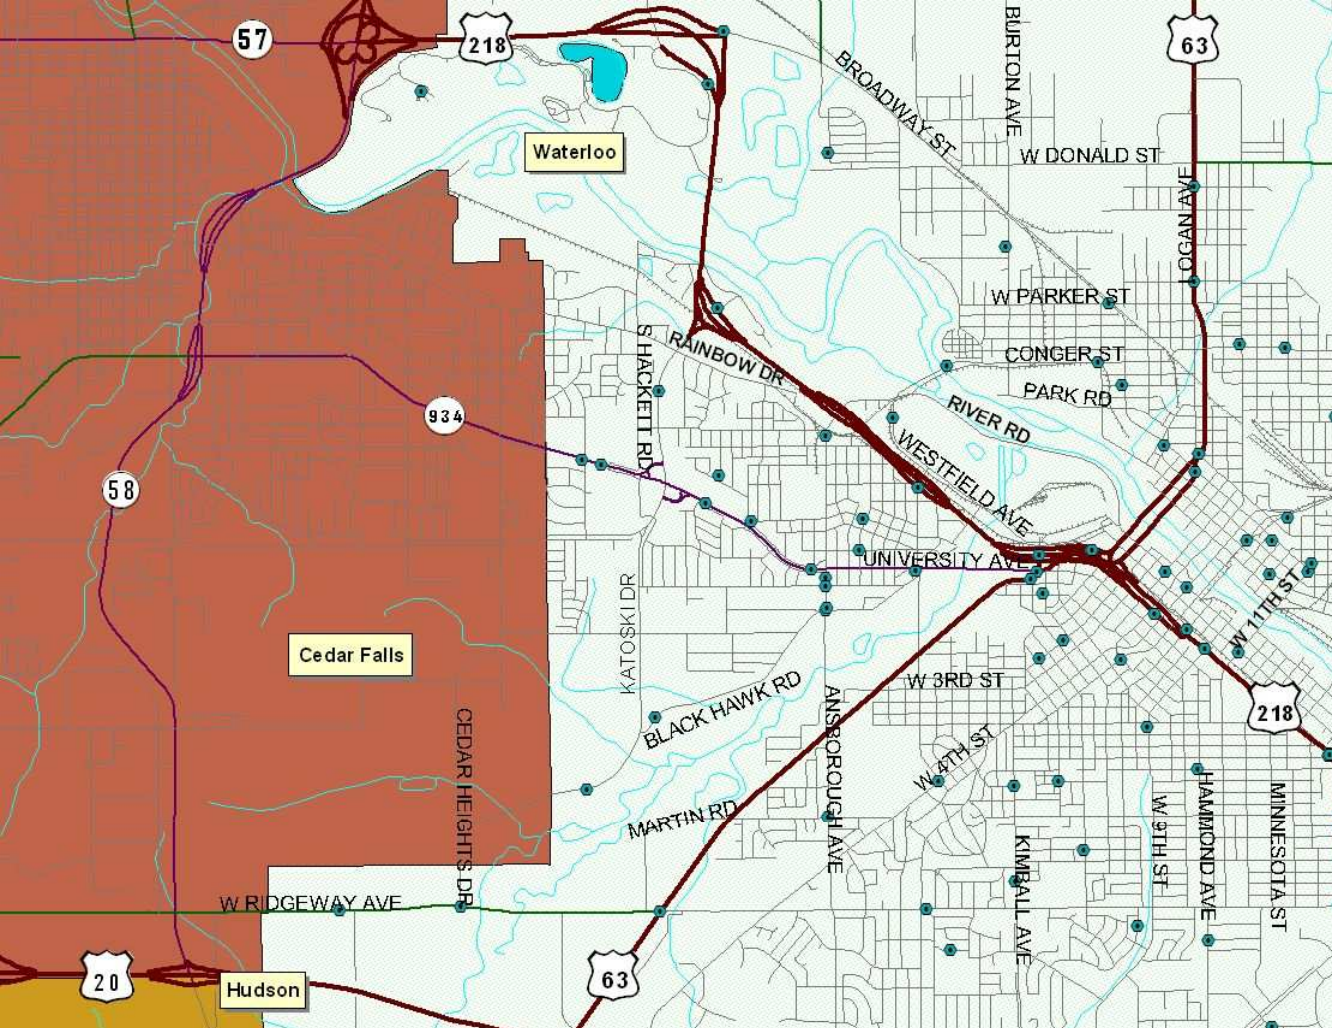 57
218
63
BURTON AVE
BROADWAY ST
Waterloo
W DONALD ST
LOGAN AVE
W PARKER ST
S HACKETT RD
RAINBOW DR
CONGER ST
PARK RD
934
RIVER RD
WESTFIELD AVE
58
UNIVERSITY AVE
KATOSKI DR
W 11TH ST
Cedar Falls
W 3RD ST
BLACK HAWK RD
ANSBOROUGH AVE
218
CEDAR HEIGHTS DR
W 4TH ST
MARTIN RD
W 9TH ST
HAMMOND AVE
MINNESOTA ST
KIMBALL AVE
W RIDGEWAY AVE
20
Hudson
63